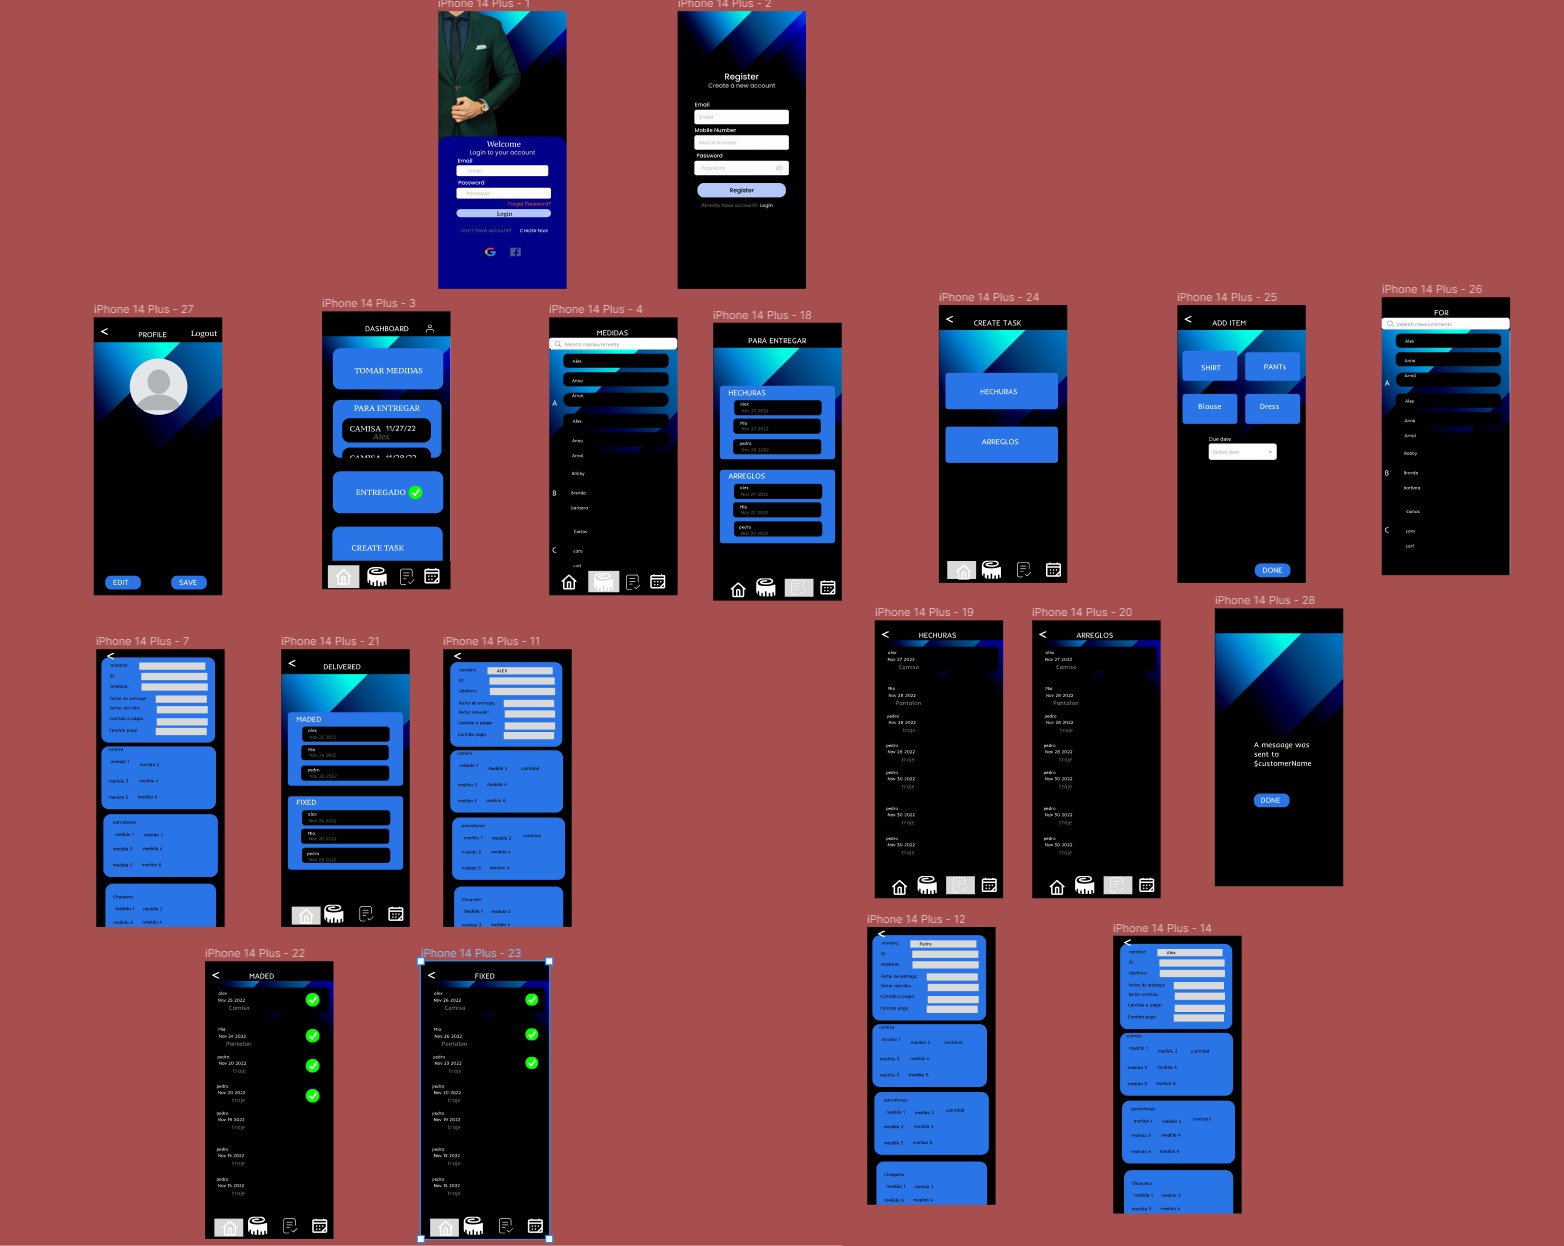 iPhone 14 Plus - 1
Welcome
Login to your account
Email
Email
Password
Password
Forgot Password?
Login
Don't have account? Create Now
iPhone 14 Plus - 2
Register
Create a new account
Email
Email
Mobile Number
Mobile Number
Password
Password
Register
Already have account? Login
iPhone 14 Plus - 27
< PROFILE Logout
EDIT SAVE
iPhone 14 Plus - 3
DASHBOARD
TOMAR MEDIDAS
PARA ENTREGAR
CAMISA 11/27/22
Alex
CAMISA 11/28/22
ENTREGADO
CREATE TASK
iPhone 14 Plus - 4
MEDIDAS
Search measurements
Alex
Anna
Arnol
A
Alex
Anna
Arnol
Bobby
B Brenda
barbara
Carlos
C caro
carl
iPhone 14 Plus - 18
PARA ENTREGAR
HECHURAS
alex
Nov 27 2022
Mia
Nov 27 2022
pedro
Nov 28 2022
ARREGLOS
alex
Nov 27 2022
Mia
Nov 27 2022
pedro
Nov 27 2022
iPhone 14 Plus - 24
< CREATE TASK
HECHURAS
ARREGLOS
iPhone 14 Plus - 25
< ADD ITEM
SHIRT PANTs
Blouse Dress
Due date
Select date
DONE
iPhone 14 Plus - 26
FOR
Search measurements
Alex
Anna
Arnol
A
Alex
Anna
Arnol
Bobby
B Brenda
barbara
Carlos
C caro
carl
iPhone 14 Plus - 7
<
nombre:
ID:
telefono:
fecha de entrega:
fecha recivido:
Cantida a pagar
Cantida pago
camisa
medida 1 medida 2
medida 3 medida 4
medida 5 medida 6
pantalones
medida 1 medida 2
medida 3 medida 4
medida 5 medida 6
Chaqueta
medida 1 medida 2
medida 3 medida 4
iPhone 14 Plus - 21
< DELIVERED
MADED
alex
Nov 25 2022
Mia
Nov 24 2022
pedro
Nov 20 2022
FIXED
alex
Nov 26 2022
Mia
Nov 26 2022
pedro
Nov 23 2022
iPhone 14 Plus - 11
<
nombre: ALEX
ID:
telefono:
fecha de entrega:
fecha recivido:
Cantida a pagar
Cantida pago
camisa
medida 1 medida 2 cantidad
medida 3 medida 4
medida 5 medida 6
pantalones
medida 1 medida 2 cantidad
medida 3 medida 4
medida 5 medida 6
Chaqueta
medida 1 medida 2
medida 3 medida 4
iPhone 14 Plus - 19
< HECHURAS
alex
Nov 27 2022
Camisa
Mia
Nov 28 2022
Pantalon
pedro
Nov 28 2022
traje
pedro
Nov 28 2022
traje
pedro
Nov 30 2022
traje
pedro
Nov 30 2022
traje
pedro
Nov 30 2022
traje
iPhone 14 Plus - 20
< ARREGLOS
alex
Nov 27 2022
Camisa
Mia
Nov 28 2022
Pantalon
pedro
Nov 28 2022
traje
pedro
Nov 28 2022
traje
pedro
Nov 30 2022
traje
pedro
Nov 30 2022
traje
pedro
Nov 30 2022
traje
iPhone 14 Plus - 28
A message was
sent to
$customerName
DONE
iPhone 14 Plus - 22
< MADED
alex
Nov 25 2022
Camisa
Mia
Nov 24 2022
Pantalon
pedro
Nov 20 2022
traje
pedro
Nov 20 2022
traje
pedro
Nov 19 2022
traje
pedro
Nov 15 2022
traje
pedro
Nov 15 2022
traje
iPhone 14 Plus - 23
< FIXED
alex
Nov 26 2022
Camisa
Mia
Nov 26 2022
Pantalon
pedro
Nov 23 2022
traje
pedro
Nov 20 2022
traje
pedro
Nov 19 2022
traje
pedro
Nov 15 2022
traje
pedro
Nov 15 2022
traje
iPhone 14 Plus - 12
<
nombre: Pedro
ID:
telefono:
fecha de entrega:
fecha recivido:
Cantida a pagar
Cantida pago
camisa
medida 1 medida 2 cantidad
medida 3 medida 4
medida 5 medida 6
pantalones
medida 1 medida 2 cantidad
medida 3 medida 4
medida 5 medida 6
Chaqueta
medida 1 medida 2
medida 3 medida 4
iPhone 14 Plus - 14
<
nombre: Alex
ID:
telefono:
fecha de entrega:
fecha recivido:
Cantida a pagar
Cantida pago
camisa
medida 1 medida 2 cantidad
medida 3 medida 4
medida 5 medida 6
pantalones
medida 1 medida 2 cantidad
medida 3 medida 4
medida 5 medida 6
Chaqueta
medida 1 medida 2
medida 3 medida 4